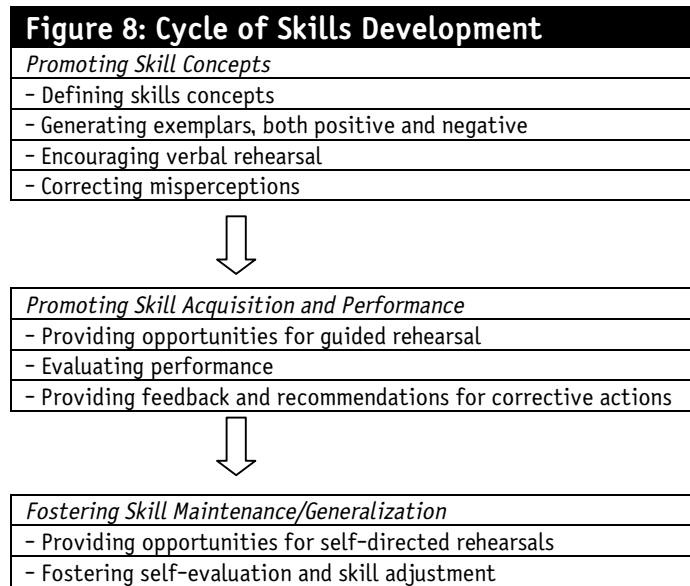 Figure 8: Cycle of Skills Development
Promoting Skill Concepts
- Defining skills concepts
- Generating exemplars, both positive and negative
- Encouraging verbal rehearsal
- Correcting misperceptions
Promoting Skill Acquisition and Performance
- Providing opportunities for guided rehearsal
- Evaluating performance
- Providing feedback and recommendations for corrective actions
Fostering Skill Maintenance/Generalization
- Providing opportunities for self-directed rehearsals
- Fostering self-evaluation and skill adjustment